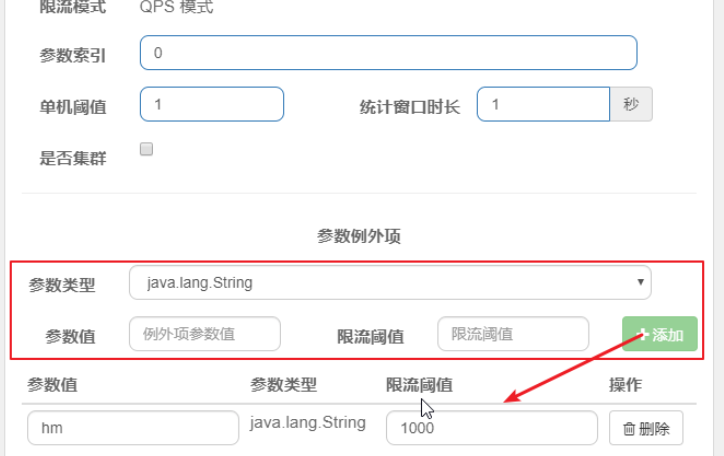 限流模式 QPS 模式
参数索引 0
单机阈值 1 统计窗口时长 1 秒
是否集群
参数例外项
参数类型 java.lang.String
参数值 例外项参数值 限流阈值 限流阈值 +添加
参数值 参数类型 限流阈值 操作
hm java.lang.String 1000 删除